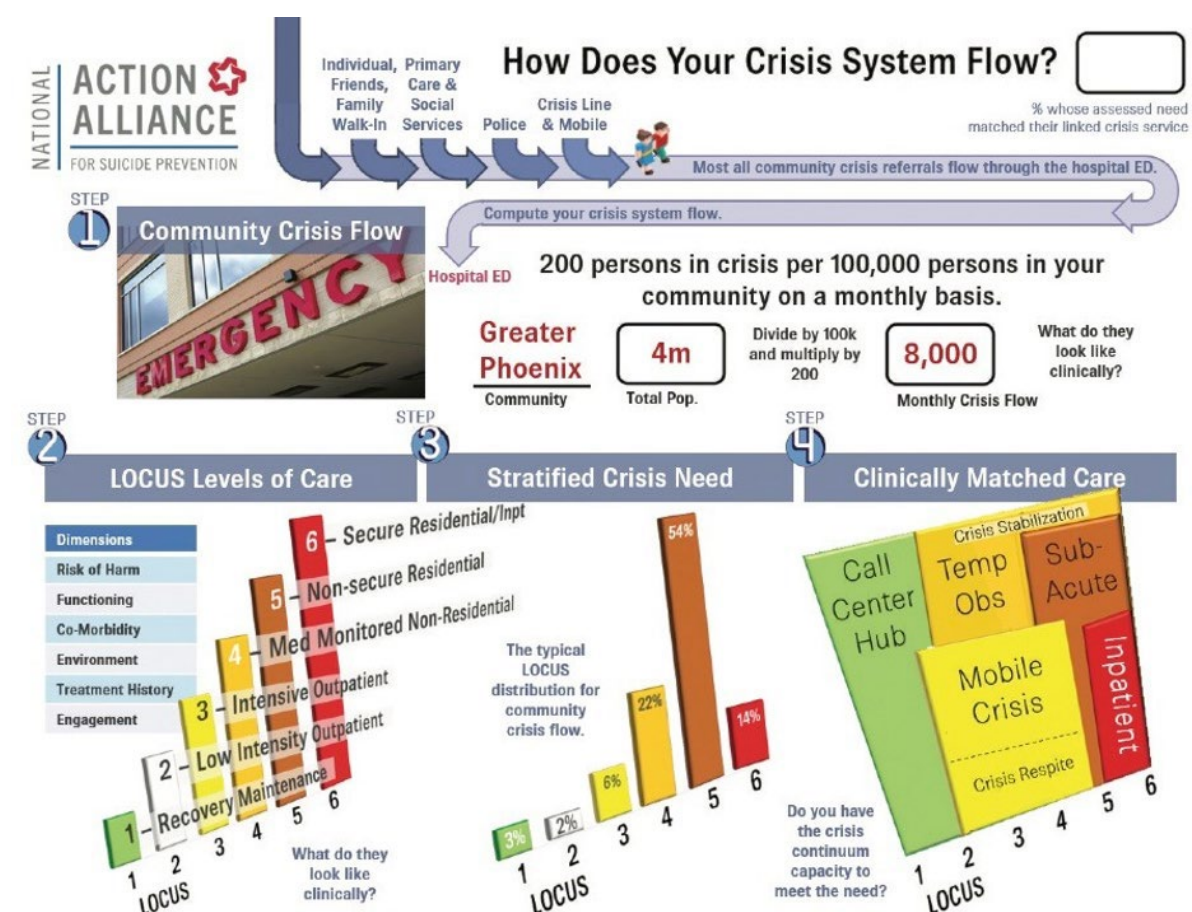 NATIONAL
ACTION
ALLIANCE
FOR SUICIDE PREVENTION
Individual,
Friends,
Family
Walk-In
Primary
Care &
Social
Services
Police
Crisis Line
& Mobile
How Does Your Crisis System Flow?
% whose assessed need
matched their linked crisis service
Most all community crisis referrals flow through the hospital ED.
Compute your crisis system flow.
Hospital ED
STEP
1
Community Crisis Flow
EMERGENCY
200 persons in crisis per 100,000 persons in your
community on a monthly basis.
Greater
Phoenix
Community
4m
Total Pop.
Divide by 100k
and multiply by
200
8,000
Monthly Crisis Flow
What do they
look like
clinically?
STEP
2
LOCUS Levels of Care
Dimensions
Risk of Harm
Functioning
Co-Morbidity
Environment
Treatment History
Engagement
6 – Secure Residential/Inpt
5 – Non-secure Residential
4 – Med Monitored Non-Residential
3 – Intensive Outpatient
2 – Low Intensity Outpatient
1 – Recovery Maintenance
1 2 3 4 5 6
LOCUS
What do they
look like
clinically?
STEP
3
Stratified Crisis Need
The typical
LOCUS
distribution for
community
crisis flow.
3% 2% 6% 22% 54% 14%
1 2 3 4 5 6
LOCUS
STEP
4
Clinically Matched Care
Crisis Stabilization
Call
Center
Hub
Temp
Obs
Sub-
Acute
Mobile
Crisis
Crisis Respite
Inpatient
1 2 3 4 5 6
LOCUS
Do you have
the crisis
continuum
capacity to
meet the need?